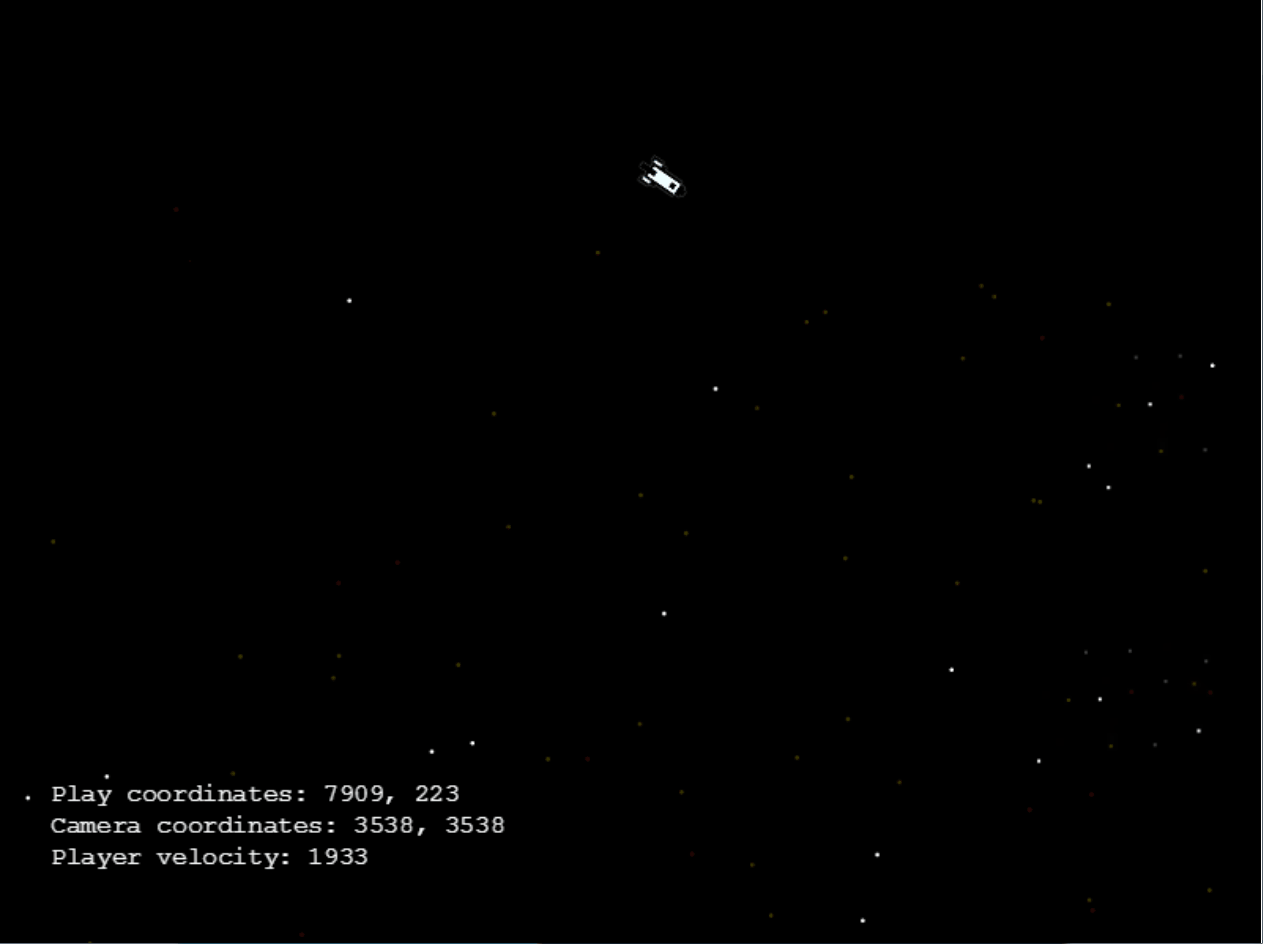 Play coordinates: 7909, 223
Camera coordinates: 3538, 3538
Player velocity: 1933